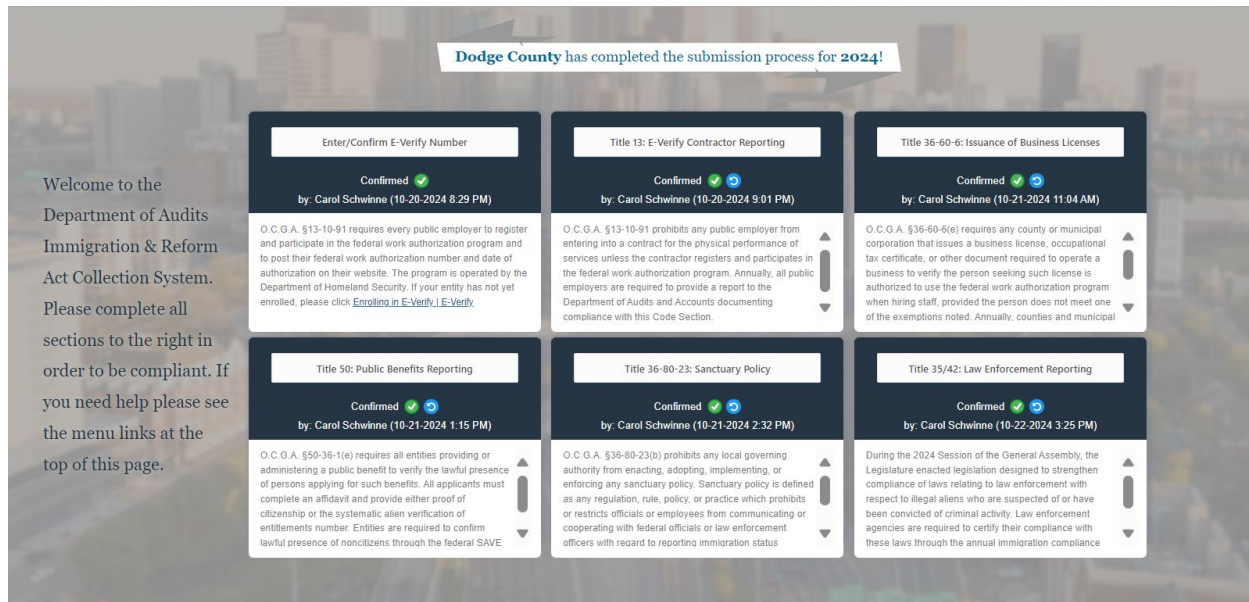 Dodge County has completed the submission process for 2024!
Welcome to the
Department of Audits
Immigration & Reform
Act Collection System.
Please complete all
sections to the right in
order to be compliant. If
you need help please see
the menu links at the
top of this page.
Enter/Confirm E-Verify Number
Confirmed
by: Carol Schwinne (10-20-2024 8:29 PM)
O.C.G.A. §13-10-91 requires every public employer to register
and participate in the federal work authorization program and
to post their federal work authorization number and date of
authorization on their website. The program is operated by the
Department of Homeland Security. If your entity has not yet
enrolled, please click Enrolling in E-Verify | E-Verify
Title 13: E-Verify Contractor Reporting
Confirmed
by: Carol Schwinne (10-20-2024 9:01 PM)
O.C.G.A. §13-10-91 prohibits any public employer from
entering into a contract for the physical performance of
services unless the contractor registers and participates in
the federal work authorization program. Annually, all public
employers are required to provide a report to the
Department of Audits and Accounts documenting
compliance with this Code Section.
Title 36-60-6: Issuance of Business Licenses
Confirmed
by: Carol Schwinne (10-21-2024 11:04 AM)
O.C.G.A. §36-60-6(e) requires any county or municipal
corporation that issues a business license, occupational
tax certificate, or other document required to operate a
business to verify the person seeking such license is
authorized to use the federal work authorization program
when hiring staff, provided the person does not meet one
of the exemptions noted. Annually, counties and municipal
Title 50: Public Benefits Reporting
Confirmed
by: Carol Schwinne (10-21-2024 1:15 PM)
O.C.G.A. §50-36-1(e) requires all entities providing or
administering a public benefit to verify the lawful presence
of persons applying for such benefits. All applicants must
complete an affidavit and provide either proof of
citizenship or the systematic alien verification of
entitlements number. Entities are required to confirm
lawful presence of noncitizens through the federal SAVE
Title 36-80-23: Sanctuary Policy
Confirmed
by: Carol Schwinne (10-21-2024 2:32 PM)
O.C.G.A. §36-80-23(b) prohibits any local governing
authority from enacting, adopting, implementing, or
enforcing any sanctuary policy. Sanctuary policy is defined
as any regulation, rule, policy, or practice which prohibits
or restricts officials or employees from communicating or
cooperating with federal officials or law enforcement
officers with regard to reporting immigration status
Title 35/42: Law Enforcement Reporting
Confirmed
by: Carol Schwinne (10-22-2024 3:25 PM)
During the 2024 Session of the General Assembly, the
Legislature enacted legislation designed to strengthen
compliance of laws relating to law enforcement with
respect to illegal aliens who are suspected of or have
been convicted of criminal activity. Law enforcement
agencies are required to certify their compliance with
these laws through the annual immigration compliance